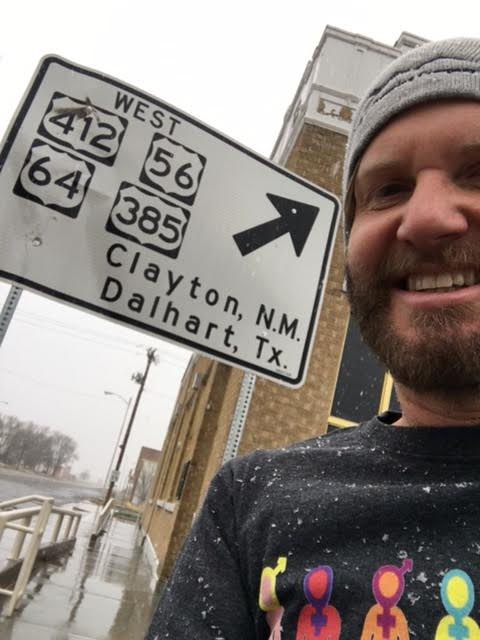 WEST
412 56
64 385
Clayton, N.M.
Dalhart, Tx.